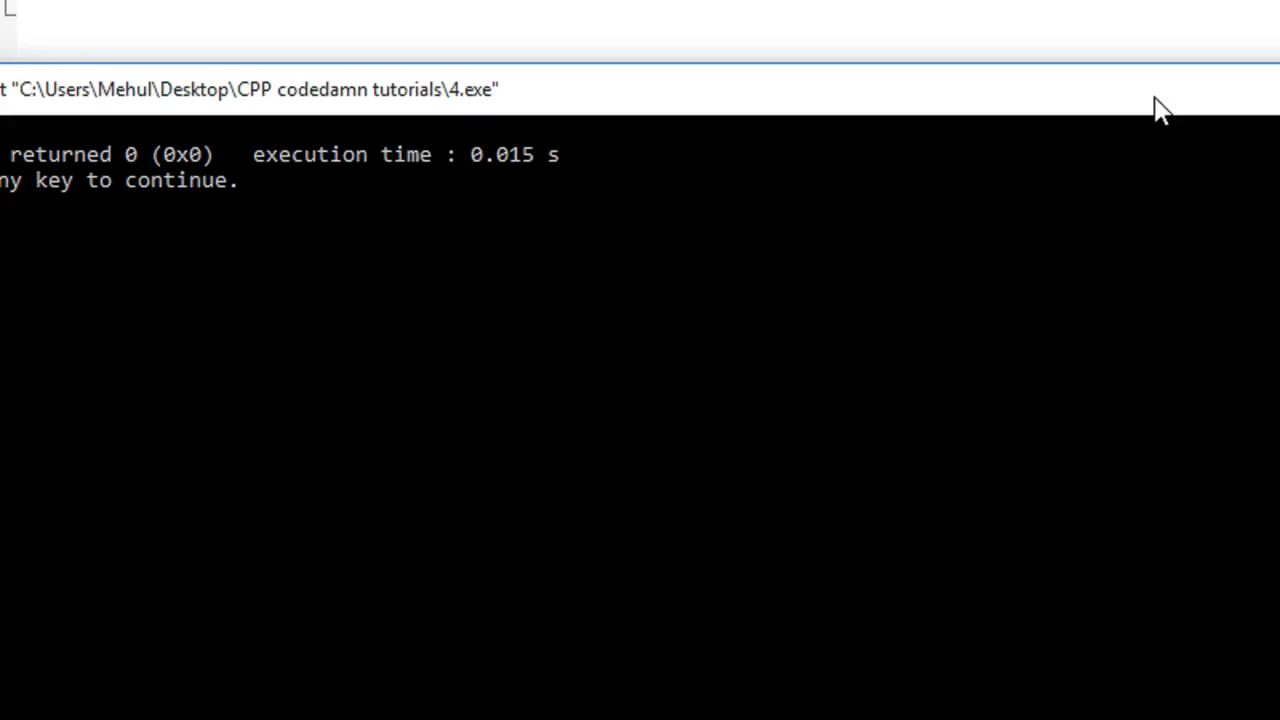 t "C:\Users\Mehul\Desktop\CPP codedamn tutorials\4.exe"
returned 0 (0x0)   execution time : 0.015 s
ny key to continue.